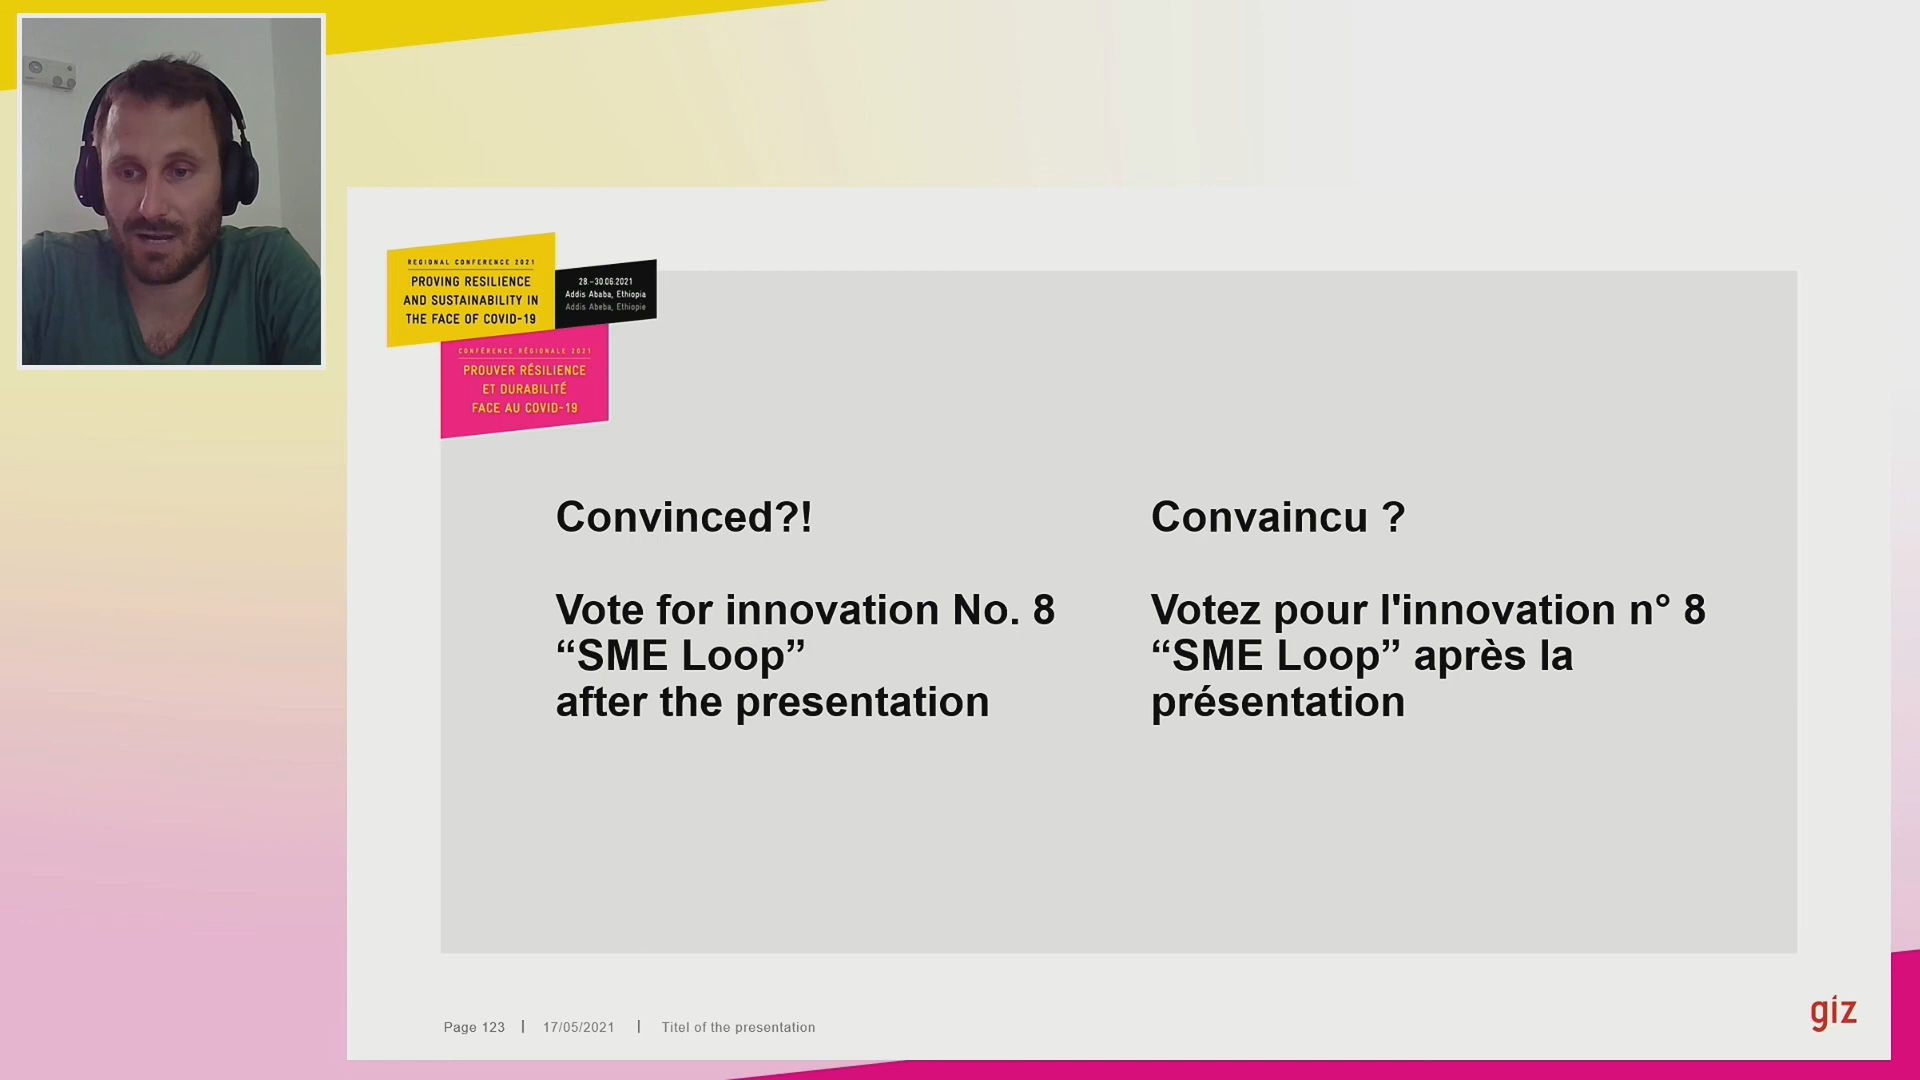 REGIONAL CONFERENCE 2021
PROVING RESILIENCE
AND SUSTAINABILITY IN
THE FACE OF COVID-19
28.-30.06.2021
Addis Ababa, Ethiopia
Addis Abeba, Ethiopie
CONFÉRENCE RÉGIONALE 2021
PROUVER RÉSILIENCE
ET DURABILITÉ
FACE AU COVID-19
Convinced?!
Vote for innovation No. 8
“SME Loop”
after the presentation
Convaincu ?
Votez pour l'innovation n° 8
“SME Loop” après la
présentation
Page 123 | 17/05/2021 | Titel of the presentation
giz